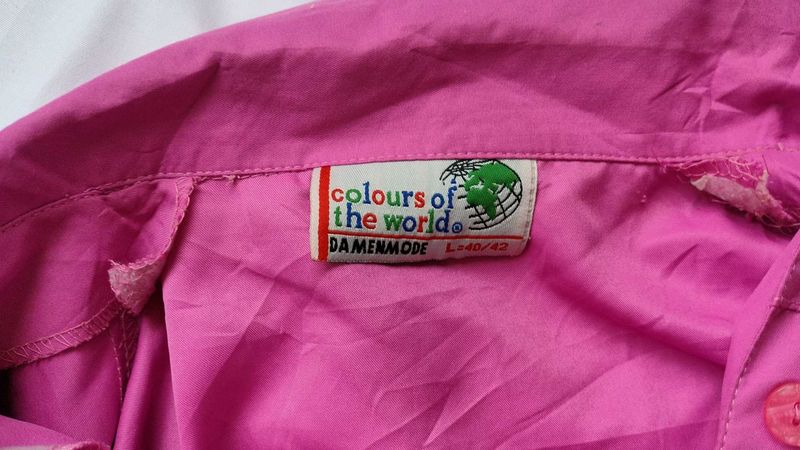 colours of
the world®
DAMENMODE L=40/42